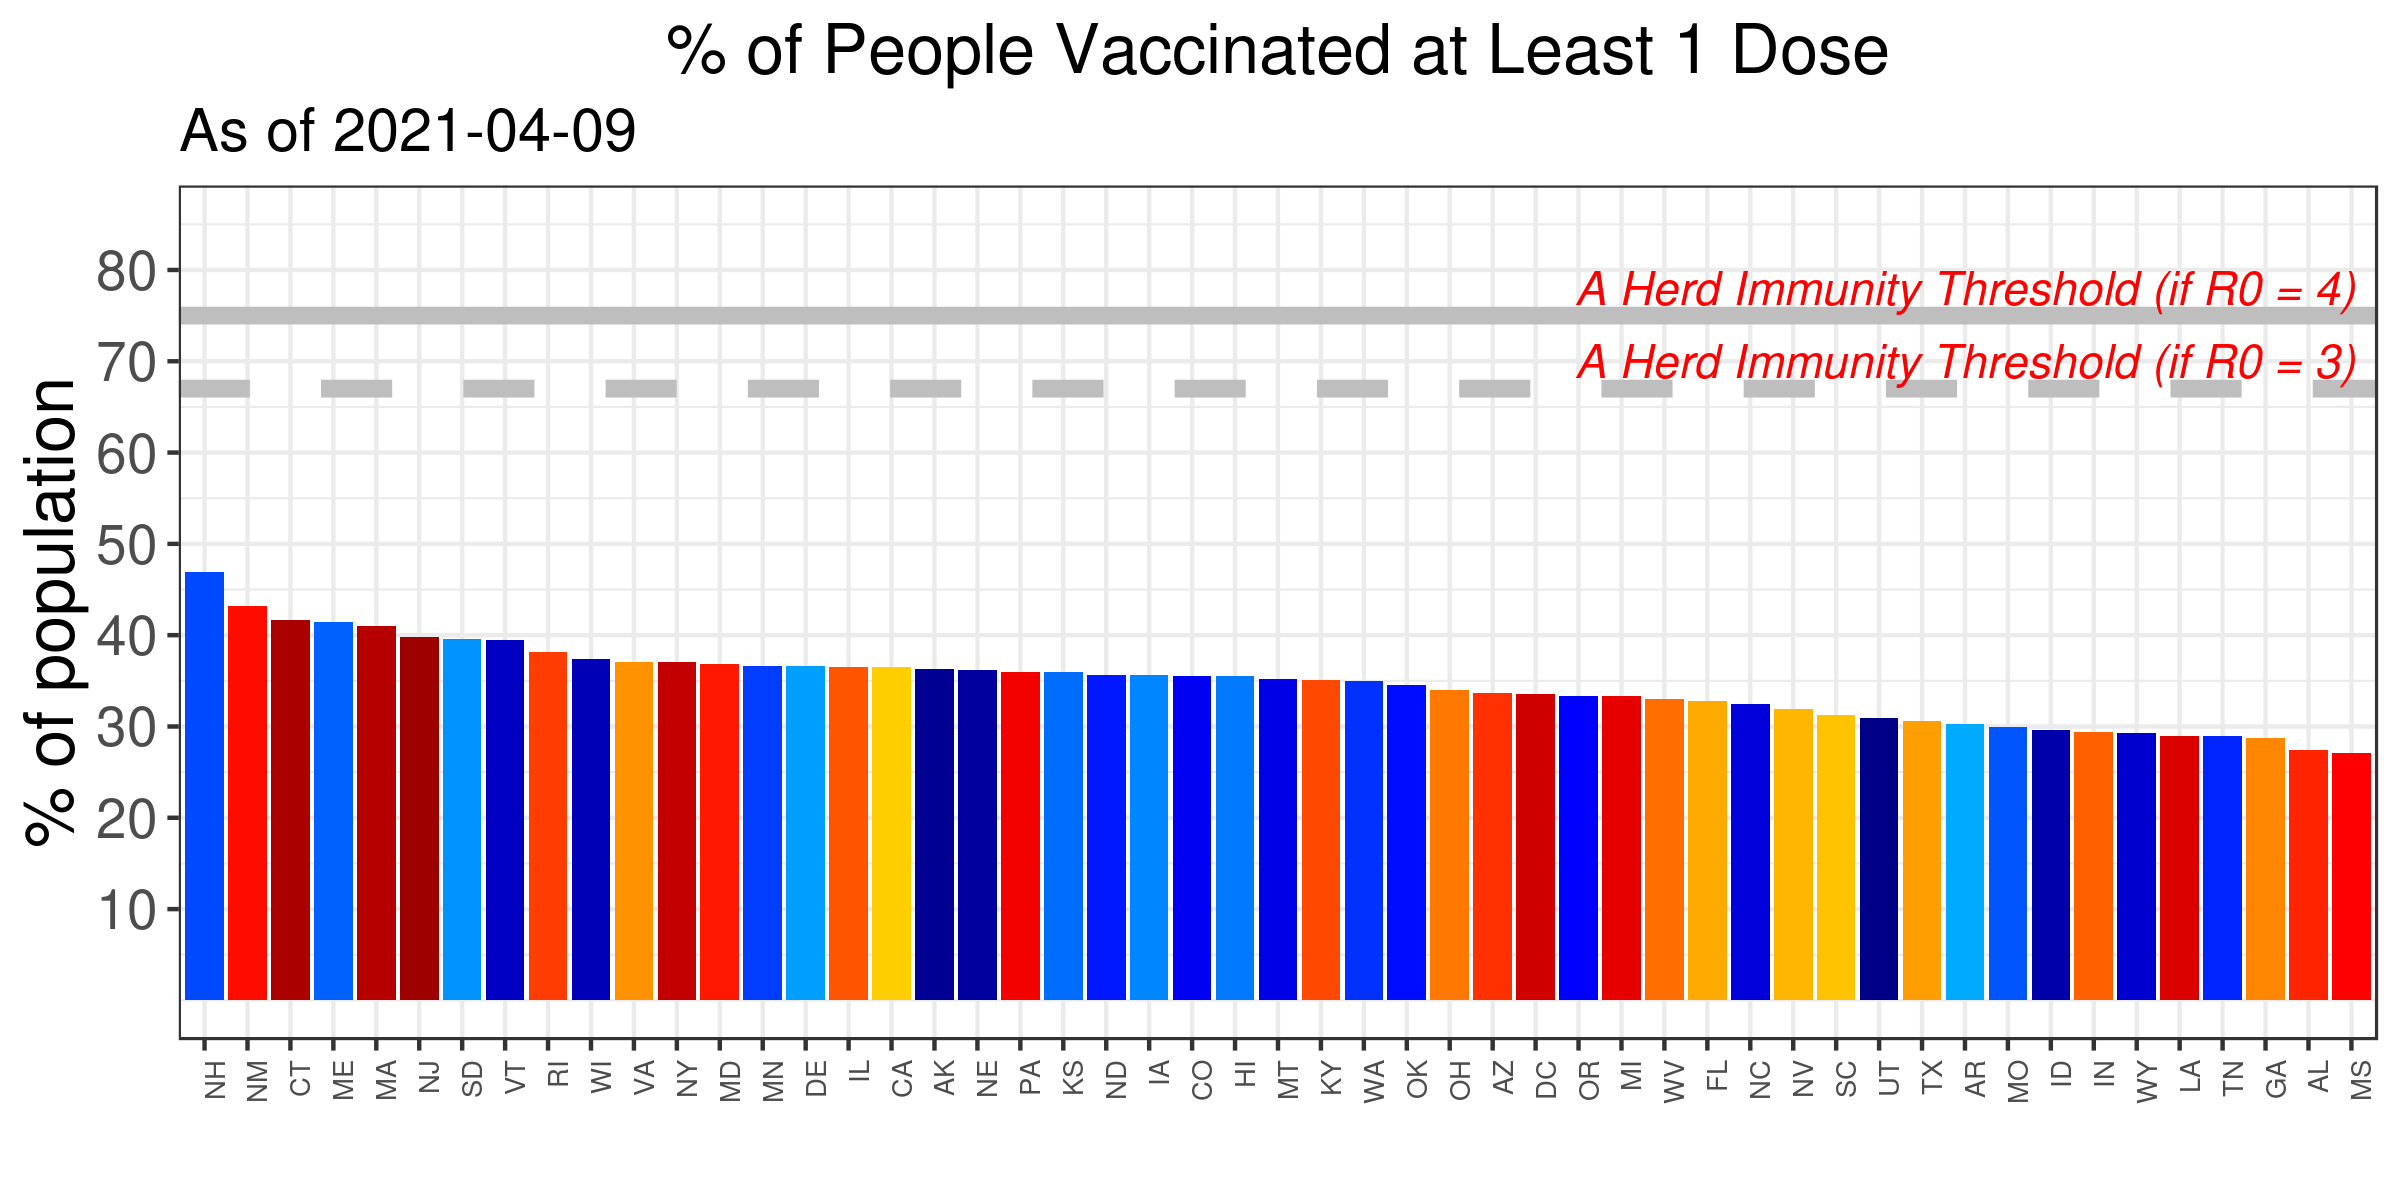 % of People Vaccinated at Least 1 Dose
As of 2021-04-09
% of population
80
70
60
50
40
30
20
10
A Herd Immunity Threshold (if R0 = 4)
A Herd Immunity Threshold (if R0 = 3)
NH NM CT ME MA NJ SD VT RI WI VA NY MD MN DE IL CA AK NE PA KS ND IA CO HI MT KY WA OK OH AZ DC OR MI WV FL NC NV SC UT TX AR MO ID IN WY LA TN GA AL MS